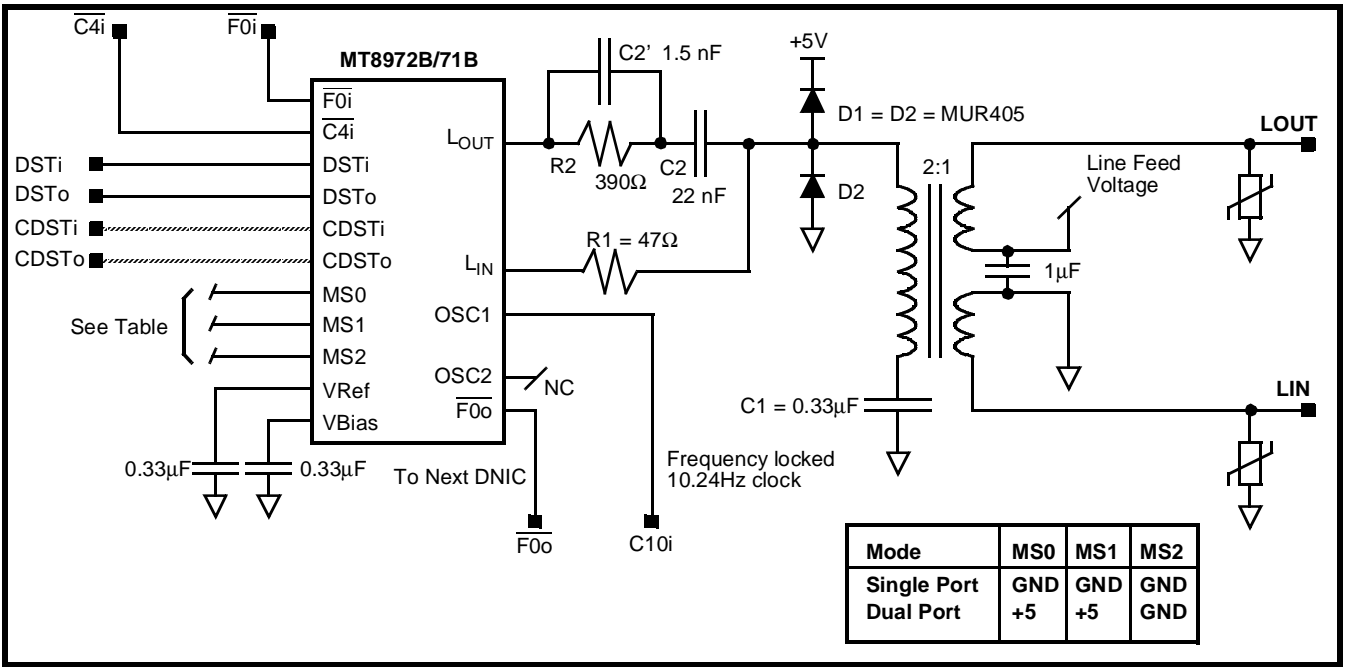 C4i
F0i
MT8972B/71B
C2' 1.5 nF
+5V
D1 = D2 = MUR405
LOUT
F0i
C4i
DSTi
DSTo
CDSTi
CDSTo
MS0
MS1
MS2
VRef
VBias
LOUT
LIN
OSC1
OSC2
F0o
DSTi
DSTo
CDSTi
CDSTo
See Table
R2
390Ω
C2
22 nF
D2
2:1
Line Feed
Voltage
R1 = 47Ω
1µF
NC
C1 = 0.33µF
LIN
0.33µF
0.33µF
To Next DNIC
Frequency locked
10.24Hz clock
F0o
C10i
Mode MS0 MS1 MS2
Single Port GND GND GND
Dual Port +5 +5 GND